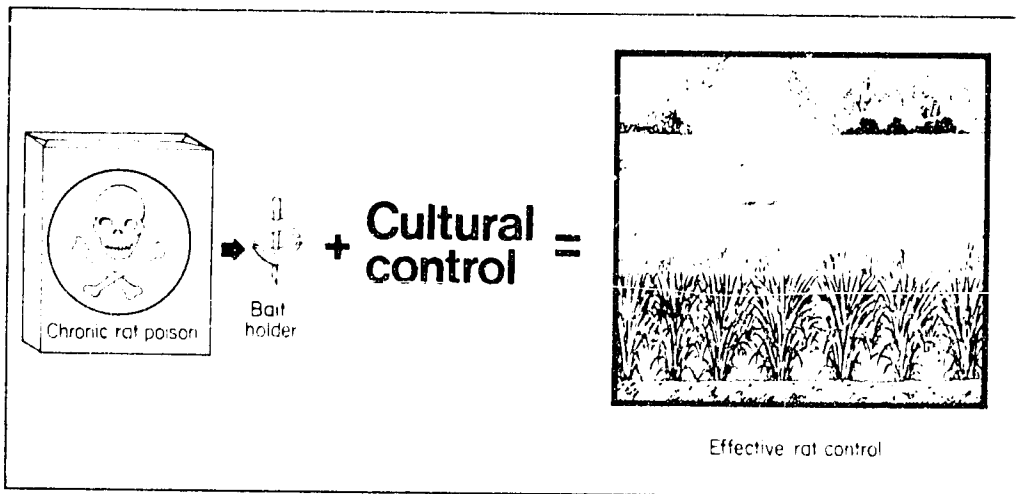 Chronic rat poison
Bait
holder
+
Cultural
control
=
Effective rat control